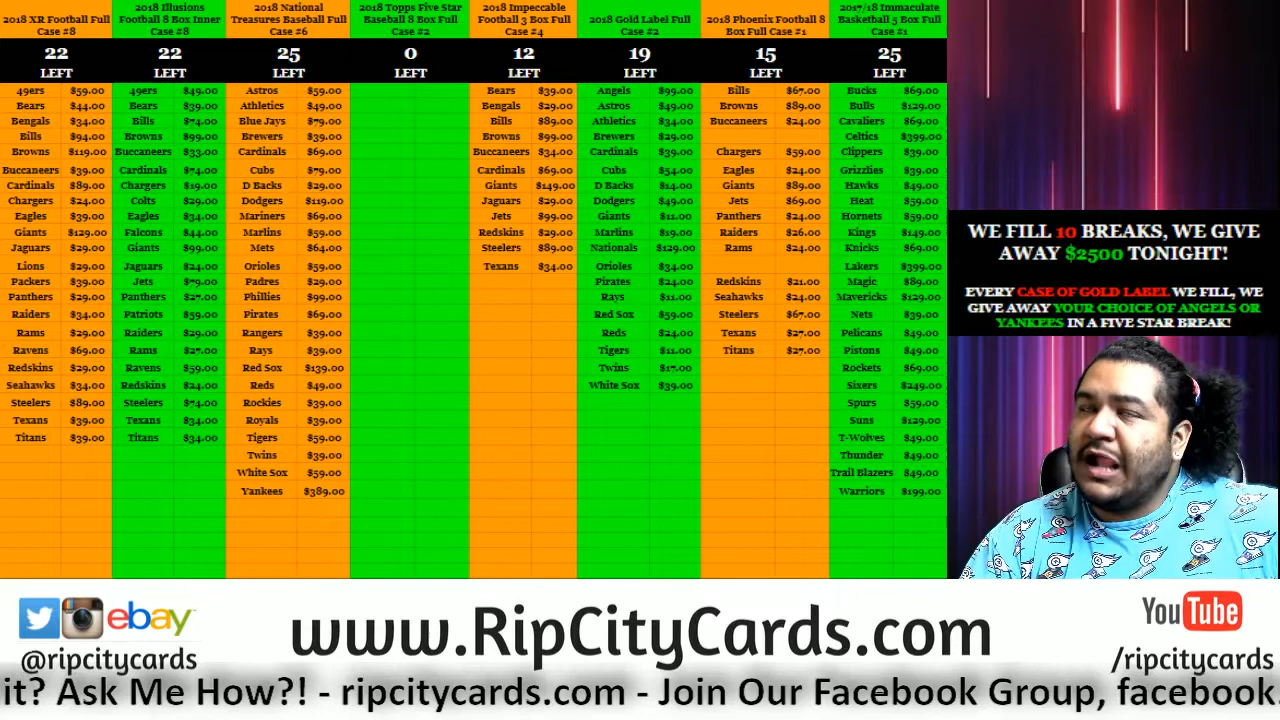 2018 XR Football Full Case #8
22 LEFT
49ers $59.00
Bears $44.00
Bengals $34.00
Bills $94.00
Browns $119.00
Buccaneers $39.00
Cardinals $89.00
Chargers $24.00
Eagles $39.00
Giants $129.00
Jaguars $29.00
Lions $29.00
Packers $39.00
Panthers $29.00
Raiders $34.00
Rams $29.00
Ravens $69.00
Redskins $29.00
Seahawks $34.00
Steelers $89.00
Texans $39.00
Titans $39.00
2018 Illusions Football 8 Box Inner Case #8
22 LEFT
49ers $49.00
Bears $39.00
Bills $74.00
Browns $99.00
Buccaneers $33.00
Cardinals $74.00
Chargers $19.00
Colts $29.00
Eagles $34.00
Falcons $44.00
Giants $99.00
Jaguars $24.00
Jets $79.00
Panthers $27.00
Patriots $59.00
Raiders $29.00
Rams $27.00
Ravens $59.00
Redskins $24.00
Steelers $74.00
Texans $34.00
Titans $34.00
2018 National Treasures Baseball Full Case #6
25 LEFT
Astros $59.00
Athletics $49.00
Blue Jays $79.00
Brewers $39.00
Cardinals $69.00
Cubs $79.00
D Backs $29.00
Dodgers $119.00
Mariners $69.00
Marlins $59.00
Mets $64.00
Orioles $59.00
Padres $29.00
Phillies $99.00
Pirates $69.00
Rangers $39.00
Rays $39.00
Red Sox $139.00
Reds $49.00
Rockies $39.00
Royals $39.00
Tigers $59.00
Twins $39.00
White Sox $59.00
Yankees $389.00
2018 Topps Five Star Baseball 8 Box Full Case #2
0 LEFT
2018 Impeccable Football 3 Box Full Case #4
12 LEFT
Bears $39.00
Bengals $29.00
Bills $89.00
Browns $99.00
Buccaneers $34.00
Cardinals $69.00
Giants $149.00
Jaguars $29.00
Jets $99.00
Redskins $29.00
Steelers $89.00
Texans $34.00
2018 Gold Label Full Case #2
19 LEFT
Angels $99.00
Astros $49.00
Athletics $34.00
Brewers $29.00
Cardinals $39.00
Cubs $54.00
D Backs $14.00
Dodgers $49.00
Giants $11.00
Marlins $19.00
Nationals $129.00
Orioles $34.00
Pirates $24.00
Rays $11.00
Red Sox $59.00
Reds $24.00
Tigers $11.00
Twins $17.00
White Sox $39.00
2018 Phoenix Football 8 Box Full Case #1
15 LEFT
Bills $67.00
Browns $89.00
Buccaneers $24.00
Chargers $59.00
Eagles $24.00
Giants $89.00
Jets $69.00
Panthers $24.00
Raiders $26.00
Rams $24.00
Redskins $21.00
Seahawks $24.00
Steelers $67.00
Texans $27.00
Titans $27.00
2017/18 Immaculate Basketball 5 Box Full Case #1
25 LEFT
Bucks $69.00
Bulls $129.00
Cavaliers $69.00
Celtics $399.00
Clippers $39.00
Grizzlies $39.00
Hawks $49.00
Heat $59.00
Hornets $59.00
Kings $149.00
Knicks $69.00
Lakers $399.00
Magic $89.00
Mavericks $129.00
Nets $39.00
Pelicans $49.00
Pistons $49.00
Rockets $69.00
Sixers $249.00
Spurs $59.00
Suns $129.00
T-Wolves $49.00
Thunder $49.00
Trail Blazers $49.00
Warriors $199.00
WE FILL 10 BREAKS, WE GIVE
AWAY $2500 TONIGHT!
EVERY CASE OF GOLD LABEL WE FILL, WE
GIVE AWAY YOUR CHOICE OF ANGELS OR
YANKEES IN A FIVE STAR BREAK!
ebay
@ripcitycards
www.RipCityCards.com
YouTube
/ripcitycards
it? Ask Me How?! - ripcitycards.com - Join Our Facebook Group, facebook.